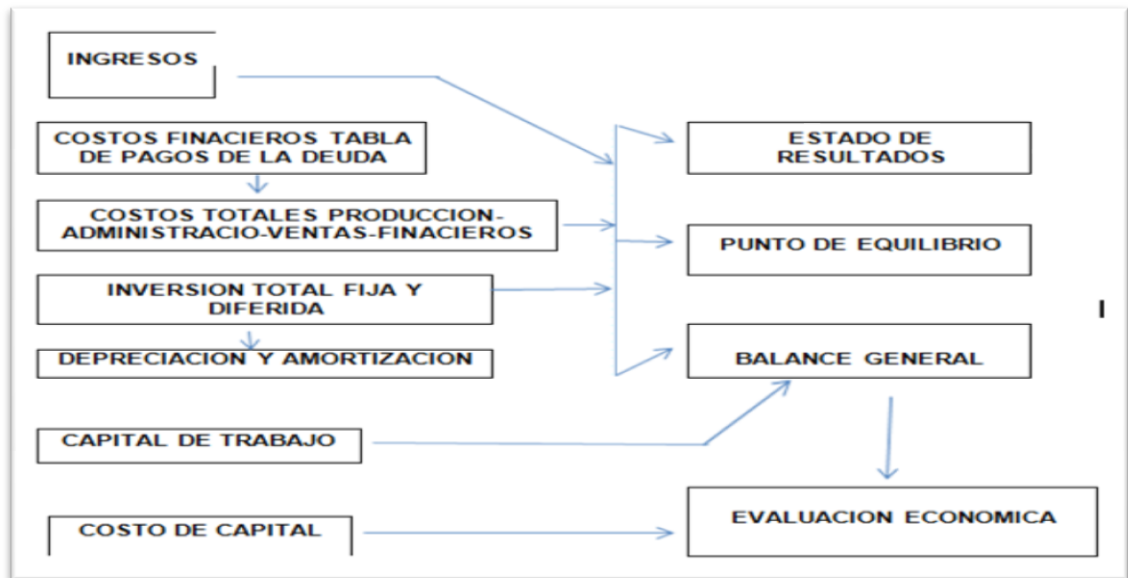 INGRESOS
COSTOS FINACIEROS TABLA
DE PAGOS DE LA DEUDA
COSTOS TOTALES PRODUCCION-
ADMINISTRACIO-VENTAS-FINACIEROS
INVERSION TOTAL FIJA Y
DIFERIDA
DEPRECIACION Y AMORTIZACION
CAPITAL DE TRABAJO
COSTO DE CAPITAL
ESTADO DE
RESULTADOS
PUNTO DE EQUILIBRIO
BALANCE GENERAL
EVALUACION ECONOMICA